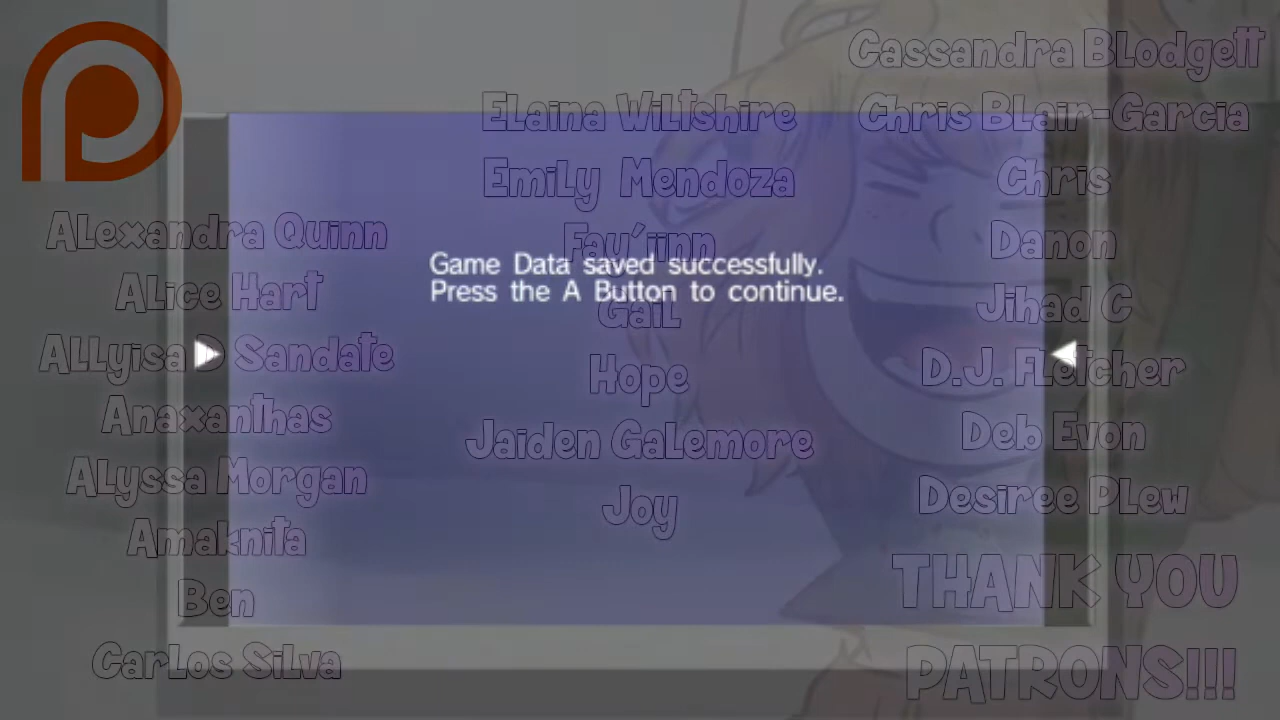 Game Data saved successfully.
Press the A Button to continue.
Alexandra Quinn
Alice Hart
Allyisa D Sandate
Anaxanthas
Alyssa Morgan
Amaknita
Ben
Carlos Silva
Elaina Wiltshire
Emily Mendoza
Gail
Hope
Jaiden Galemore
Joy
Cassandra Blodgett
Chris Blair-Garcia
Chris
Danon
Jihad C
D.J. Fletcher
Deb Evon
Desiree Plew
THANK YOU
PATRONS!!!